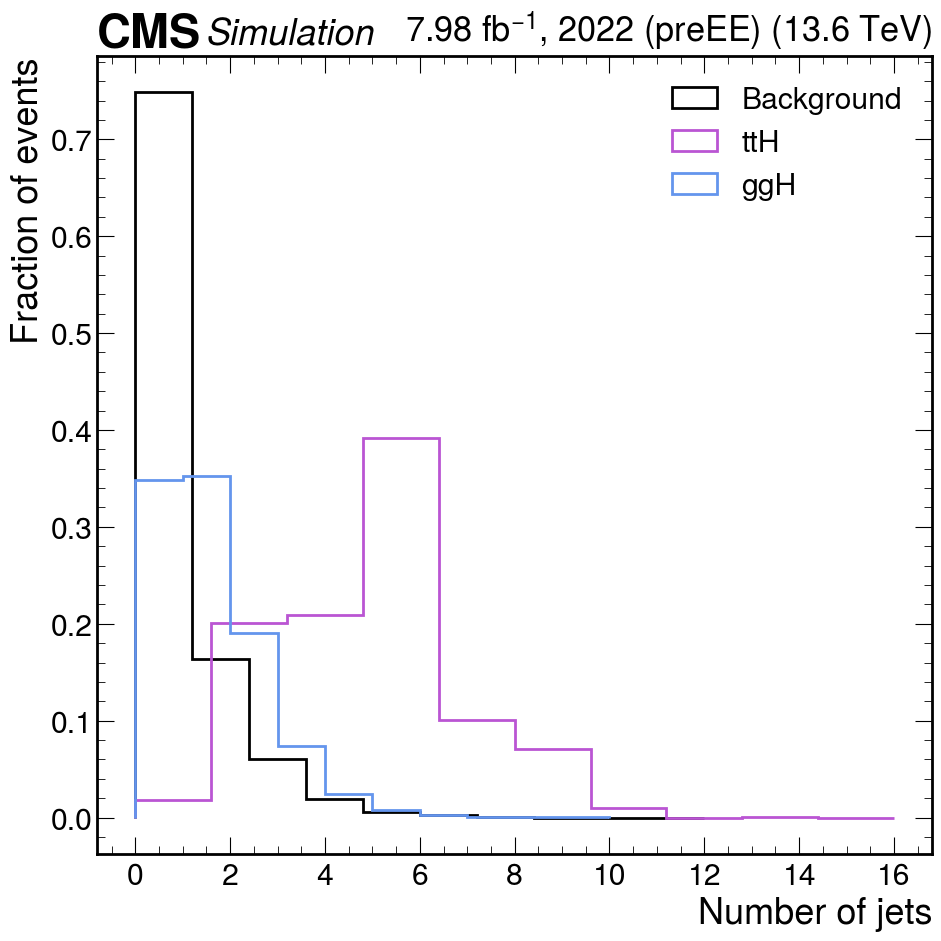 CMS Simulation 7.98 fb⁻¹, 2022 (preEE) (13.6 TeV)
Fraction of events
Background
ttH
ggH
0.7
0.6
0.5
0.4
0.3
0.2
0.1
0.0
0 2 4 6 8 10 12 14 16
Number of jets